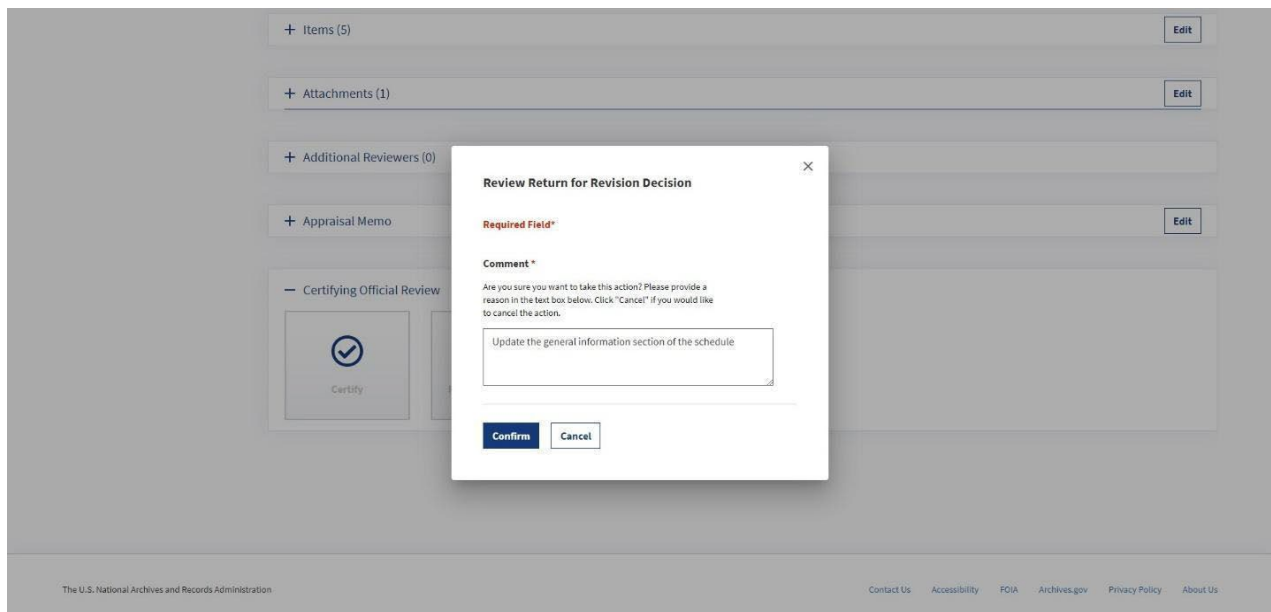 + Items (5)
Edit
+ Attachments (1)
Edit
+ Additional Reviewers (0)
+ Appraisal Memo
Edit
− Certifying Official Review
Certify
Review Return for Revision Decision
Required Field*
Comment *
Are you sure you want to take this action? Please provide a
reason in the text box below. Click "Cancel" if you would like
to cancel the action.
Update the general information section of the schedule
Confirm
Cancel
The U.S. National Archives and Records Administration
Contact Us Accessibility FOIA Archives.gov Privacy Policy About Us